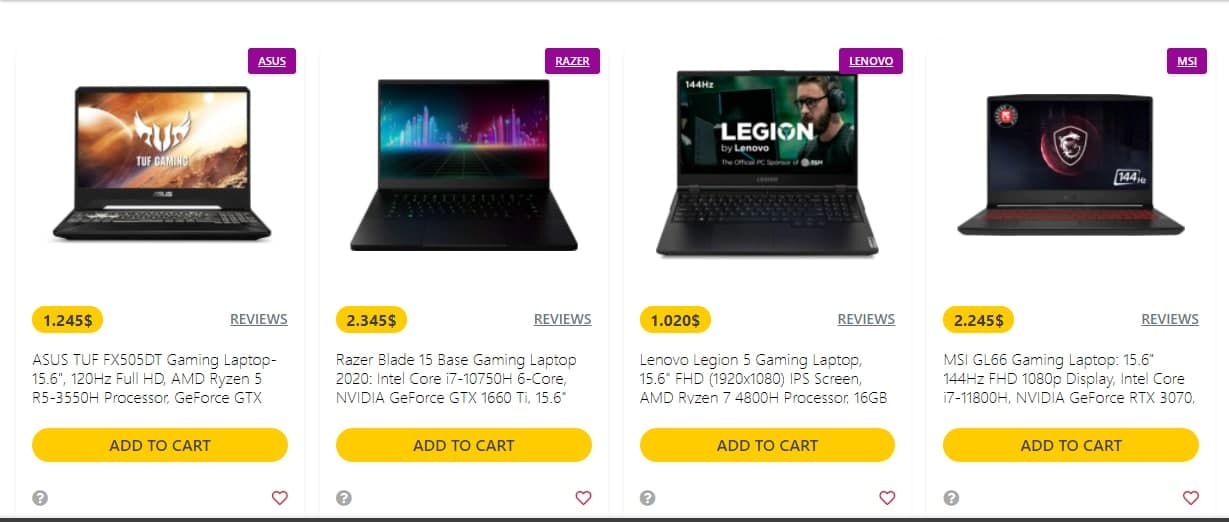 ASUS
TUF GAMING
ASUS
1.245$
REVIEWS
ASUS TUF FX505DT Gaming Laptop-
15.6", 120Hz Full HD, AMD Ryzen 5
R5-3550H Processor, GeForce GTX
ADD TO CART
RAZER
2.345$
REVIEWS
Razer Blade 15 Base Gaming Laptop
2020: Intel Core i7-10750H 6-Core,
NVIDIA GeForce GTX 1660 Ti, 15.6"
ADD TO CART
LENOVO
144Hz
LEGION
by Lenovo
The Official PC Sponsor of
LEGION
1.020$
REVIEWS
Lenovo Legion 5 Gaming Laptop,
15.6" FHD (1920x1080) IPS Screen,
AMD Ryzen 7 4800H Processor, 16GB
ADD TO CART
MSI
144Hz
2.245$
REVIEWS
MSI GL66 Gaming Laptop: 15.6"
144Hz FHD 1080p Display, Intel Core
i7-11800H, NVIDIA GeForce RTX 3070,
ADD TO CART